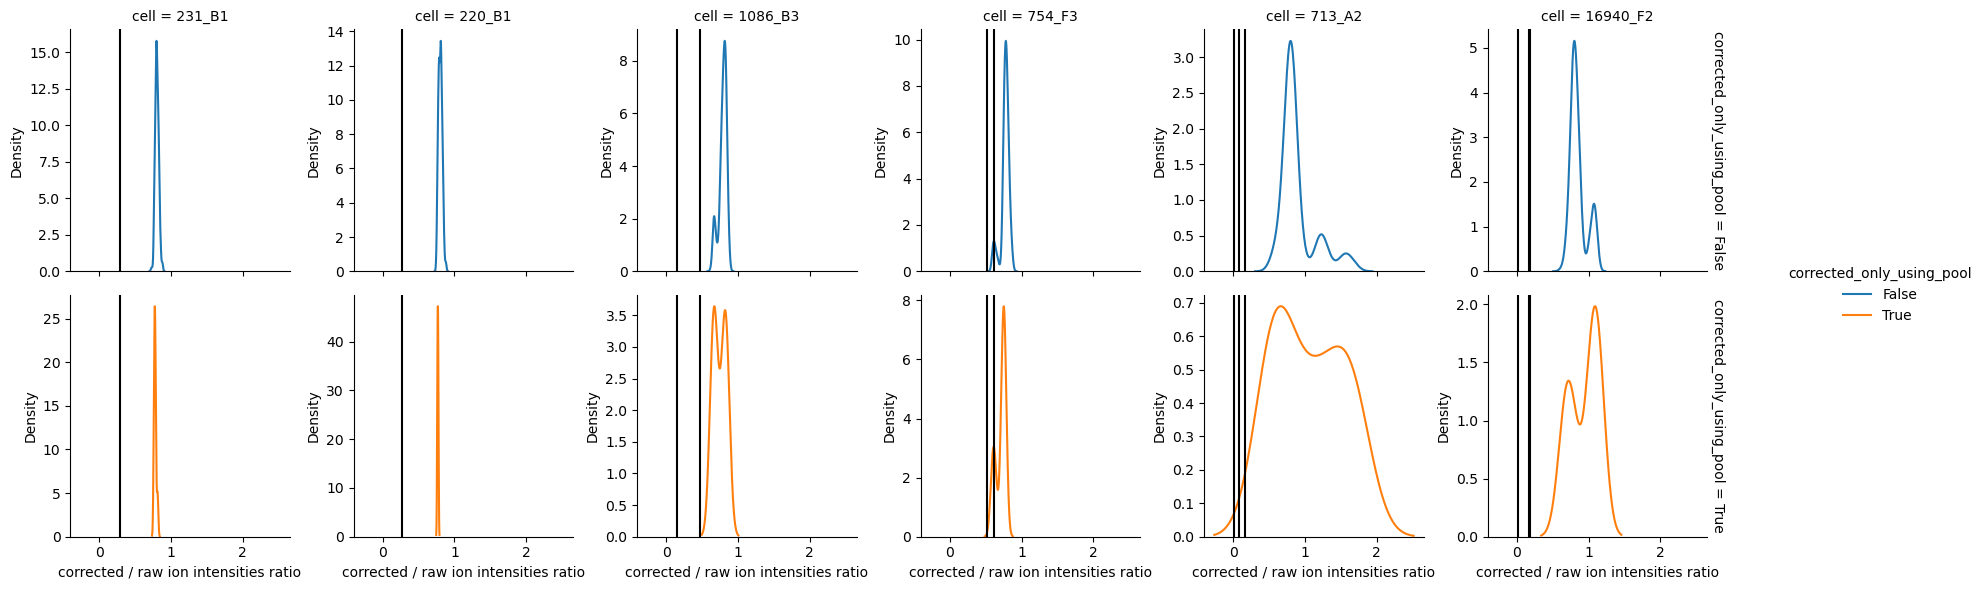 cell = 231_B1
cell = 220_B1
cell = 1086_B3
cell = 754_F3
cell = 713_A2
cell = 16940_F2
Density
15.0
12.5
10.0
7.5
5.0
2.5
0.0
Density
14
12
10
8
6
4
2
0
Density
8
6
4
2
0
Density
10
8
6
4
2
0
Density
3.0
2.5
2.0
1.5
1.0
0.5
0.0
Density
5
4
3
2
1
0
corrected_only_using_pool = False
Density
25
20
15
10
5
0
0 1 2
corrected / raw ion intensities ratio
Density
40
30
20
10
0
0 1 2
corrected / raw ion intensities ratio
Density
3.5
3.0
2.5
2.0
1.5
1.0
0.5
0.0
0 1 2
corrected / raw ion intensities ratio
Density
8
6
4
2
0
0 1 2
corrected / raw ion intensities ratio
Density
0.7
0.6
0.5
0.4
0.3
0.2
0.1
0.0
0 1 2
corrected / raw ion intensities ratio
Density
2.0
1.5
1.0
0.5
0.0
0 1 2
corrected / raw ion intensities ratio
corrected_only_using_pool = True
corrected_only_using_pool
False
True